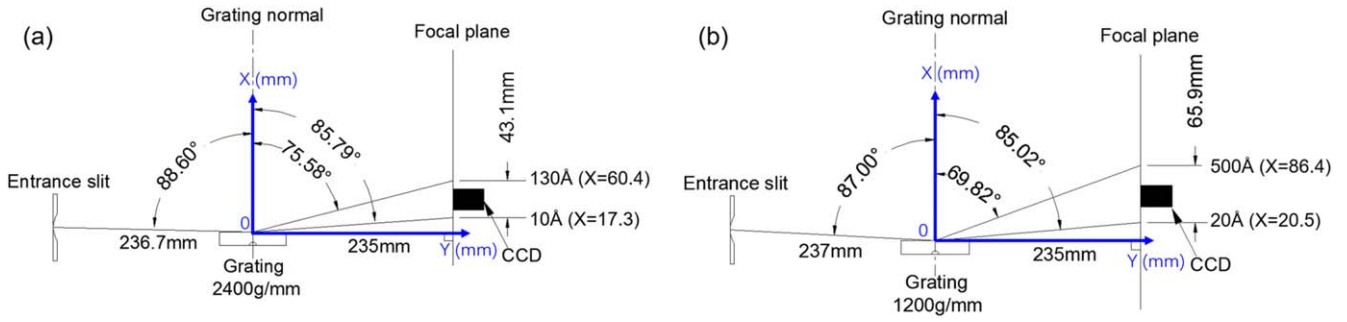 (a)
Grating normal
Focal plane
X (mm)
43.1mm
85.79°
75.58°
88.60°
Entrance slit
130Å (X=60.4)
10Å (X=17.3)
0
236.7mm
235mm
Y (mm)
CCD
Grating
2400g/mm
(b)
Grating normal
Focal plane
X (mm)
65.9mm
85.02°
87.00°
69.82°
Entrance slit
500Å (X=86.4)
20Å (X=20.5)
0
237mm
235mm
Y (mm)
CCD
Grating
1200g/mm